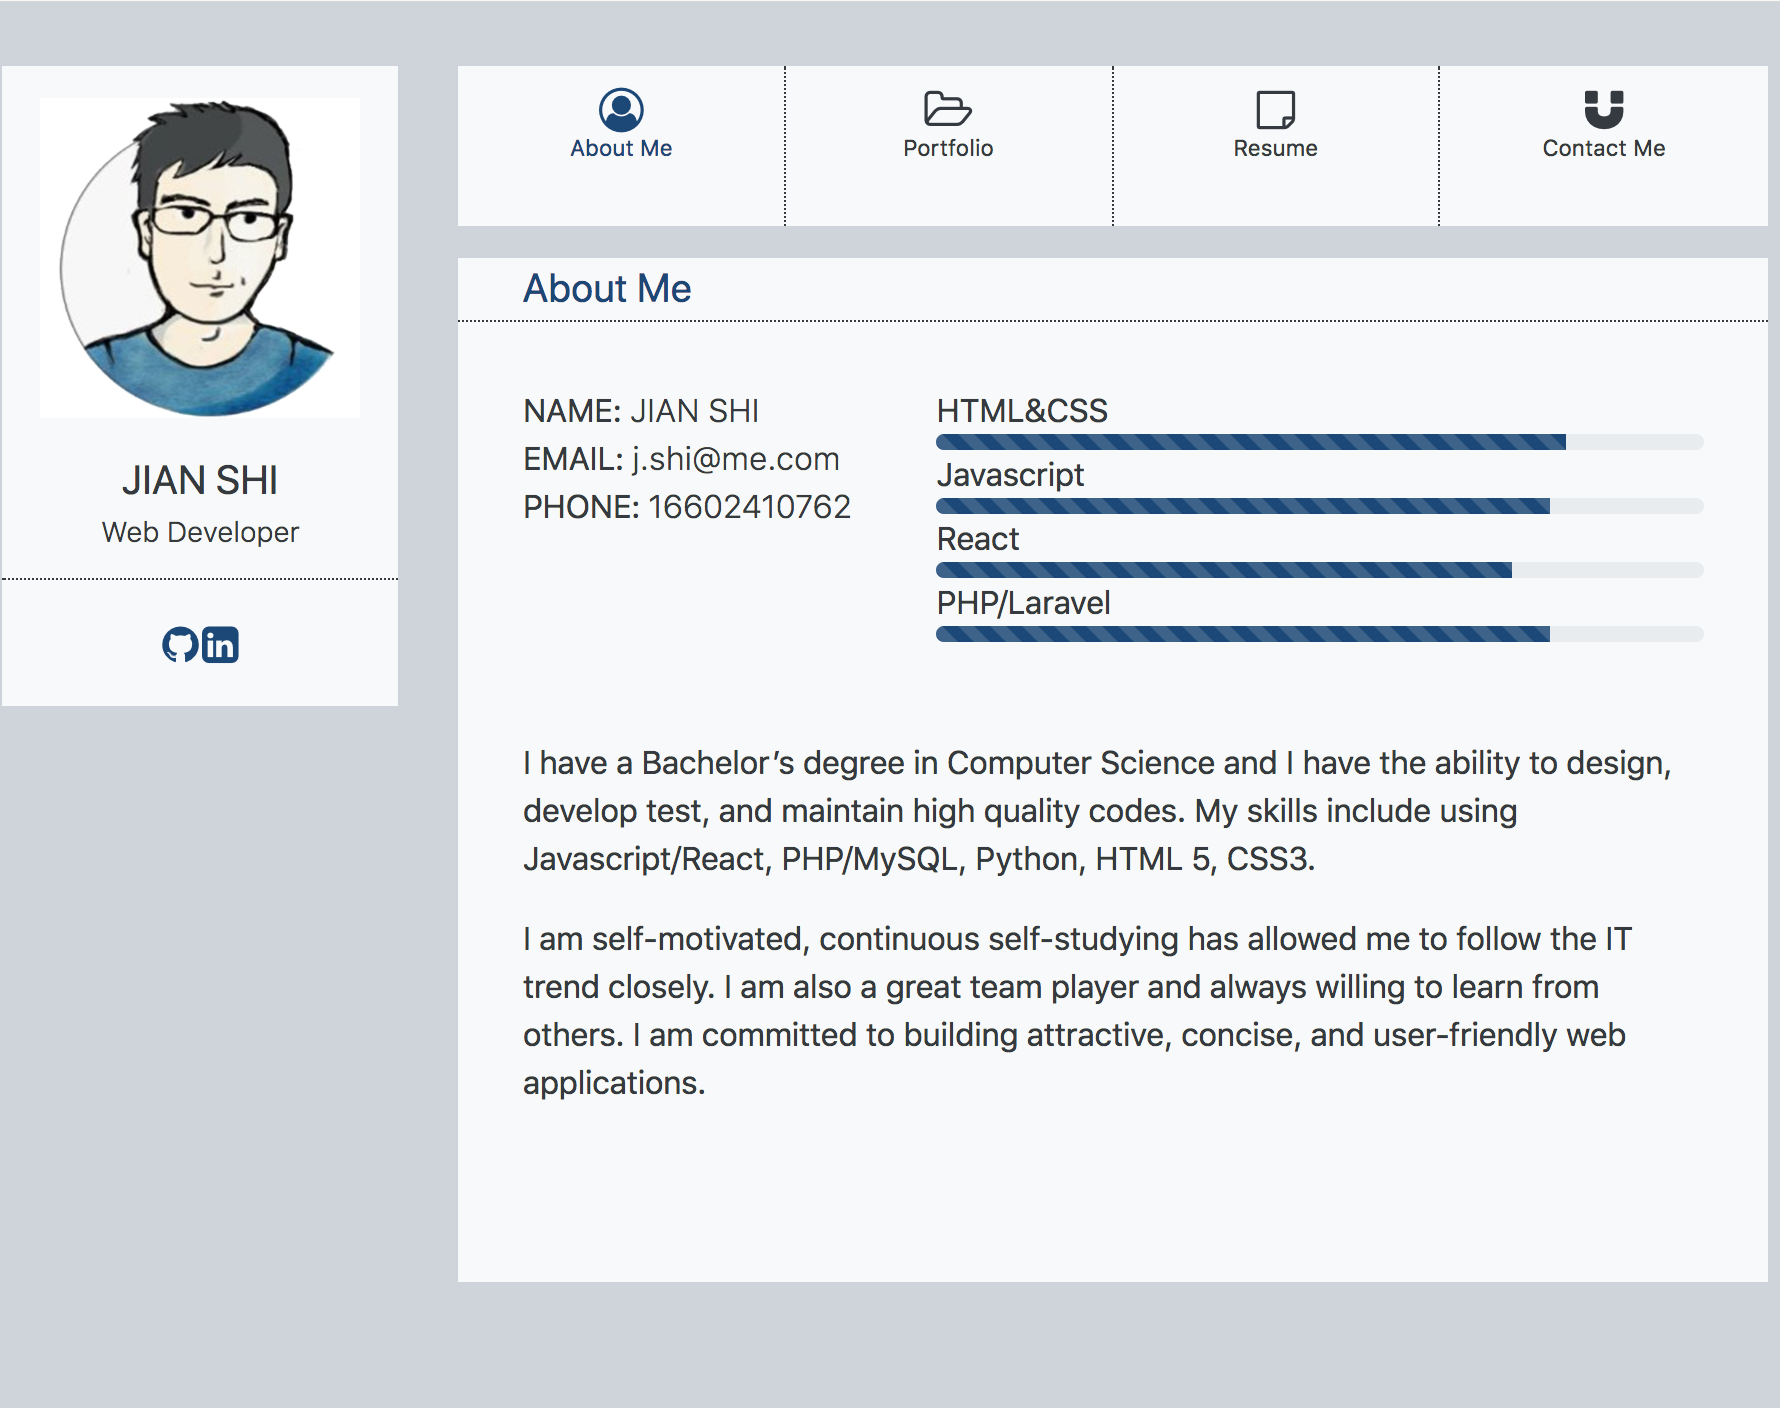 JIAN SHI
Web Developer
About Me
Portfolio
Resume
Contact Me
About Me
NAME: JIAN SHI
EMAIL: j.shi@me.com
PHONE: 16602410762
HTML&CSS
Javascript
React
PHP/Laravel
I have a Bachelor’s degree in Computer Science and I have the ability to design,
develop test, and maintain high quality codes. My skills include using
Javascript/React, PHP/MySQL, Python, HTML 5, CSS3.
I am self-motivated, continuous self-studying has allowed me to follow the IT
trend closely. I am also a great team player and always willing to learn from
others. I am committed to building attractive, concise, and user-friendly web
applications.